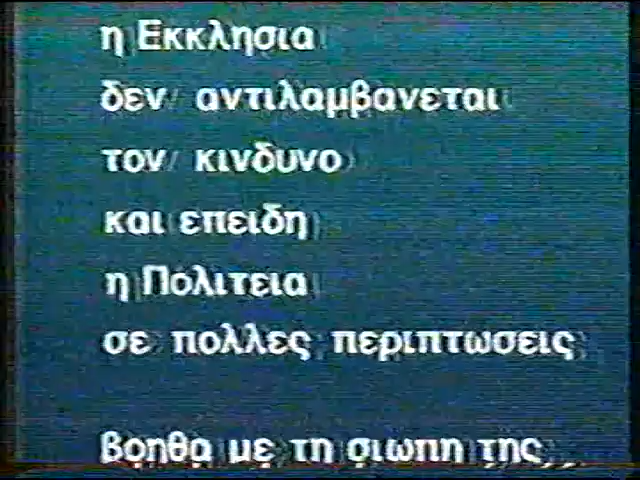 η Εκκλησια
δεν αντιλαμβανεται
τον κινδυνο
και επειδη
η Πολιτεια
σε πολλες περιπτωσεις
βοηθα με τη σιωπη της